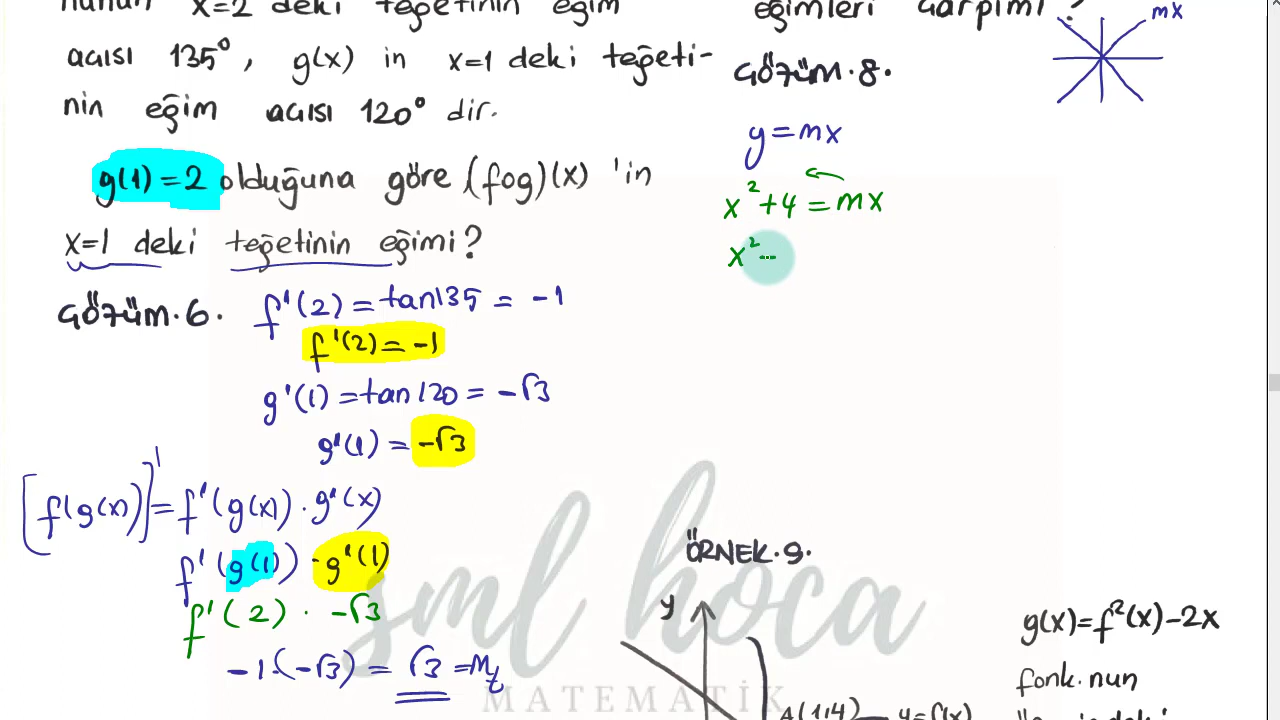 nunun x=2 deki teğetinin eğim
açısı 135°, g(x) in x=1 deki teğeti-
nin eğim açısı 120° dir.
g(1)=2 olduğuna göre (fog)(x) 'in
x=1 deki teğetinin eğimi?
ÇÖZÜM.6. f'(2)=tan135 = -1
f'(2)=-1
g'(1)=tan120=-√3
g'(1)=-√3
[f(g(x))]'=f'(g(x)).g'(x)
f'(g(1)).g'(1)
f'(2).-√3
-1.(-√3)=√3=Mt
eğimleri çarpımı?
mx
ÇÖZÜM.8.
y=mx
x²+4=mx
x²-
ÖRNEK.9.
y
A(1,4) y=f(x)
g(x)=f²(x)-2x
fonk.nun
sml hoca
MATEMATİK